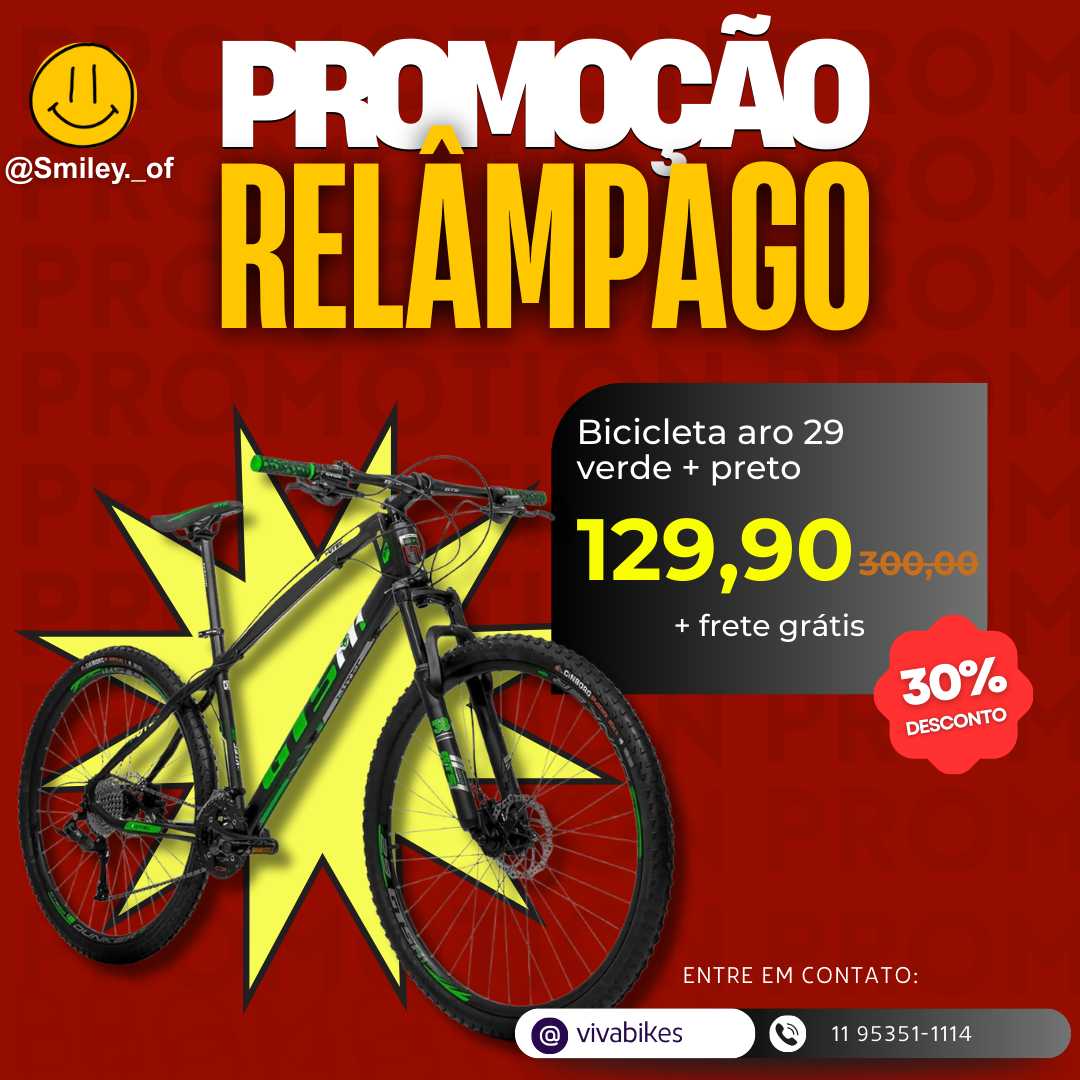 PROMOÇÃO
RELÂMPAGO
@Smiley._of
Bicicleta aro 29
verde + preto
129,90 300,00
+ frete grátis
30%
DESCONTO
GTS
ENTRE EM CONTATO:
@ vivabikes
11 95351-1114